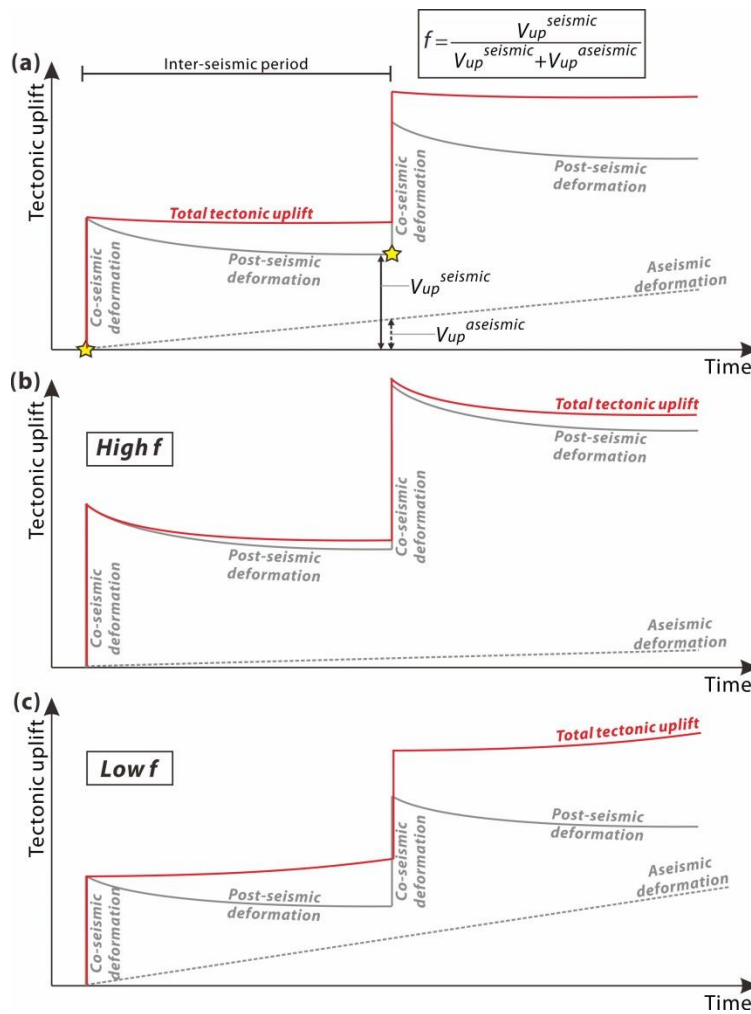 f = Vup^seismic / Vup^seismic + Vup^aseismic
(a)
Inter-seismic period
Tectonic uplift
Co-seismic
deformation
Total tectonic uplift
Post-seismic
deformation
Co-seismic
deformation
Post-seismic
deformation
Vup^seismic
Vup^aseismic
Aseismic
deformation
Time
(b)
Tectonic uplift
High f
Co-seismic
deformation
Post-seismic
deformation
Co-seismic
deformation
Total tectonic uplift
Post-seismic
deformation
Aseismic
deformation
Time
(c)
Tectonic uplift
Low f
Co-seismic
deformation
Post-seismic
deformation
Co-seismic
deformation
Total tectonic uplift
Post-seismic
deformation
Aseismic
deformation
Time